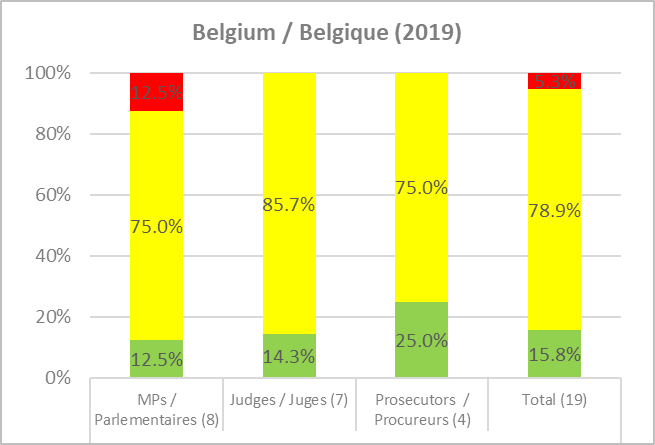 Belgium / Belgique (2019)
100%
80%
60%
40%
20%
0%
12.5%
5.3%
75.0%
85.7%
75.0%
78.9%
12.5%
14.3%
25.0%
15.8%
MPs /
Parlementaires (8)
Judges / Juges (7)
Prosecutors /
Procureurs (4)
Total (19)